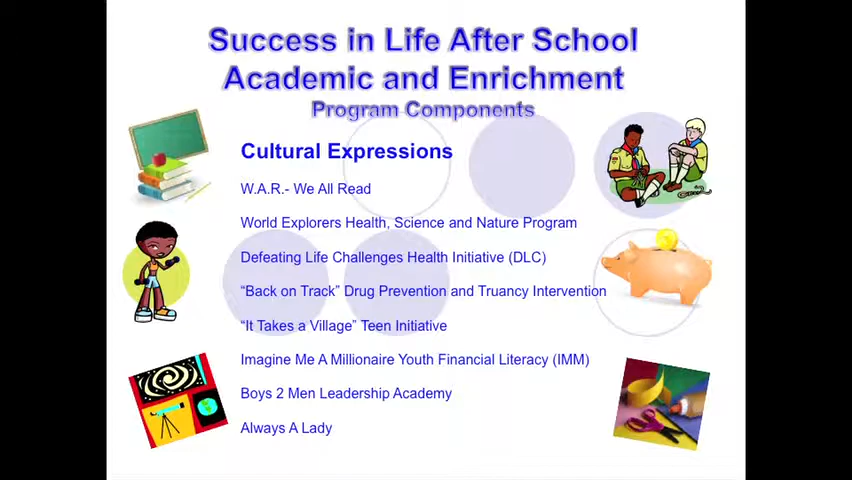 Success in Life After School
Academic and Enrichment
Program Components
Cultural Expressions
W.A.R.- We All Read
World Explorers Health, Science and Nature Program
Defeating Life Challenges Health Initiative (DLC)
“Back on Track” Drug Prevention and Truancy Intervention
“It Takes a Village” Teen Initiative
Imagine Me A Millionaire Youth Financial Literacy (IMM)
Boys 2 Men Leadership Academy
Always A Lady